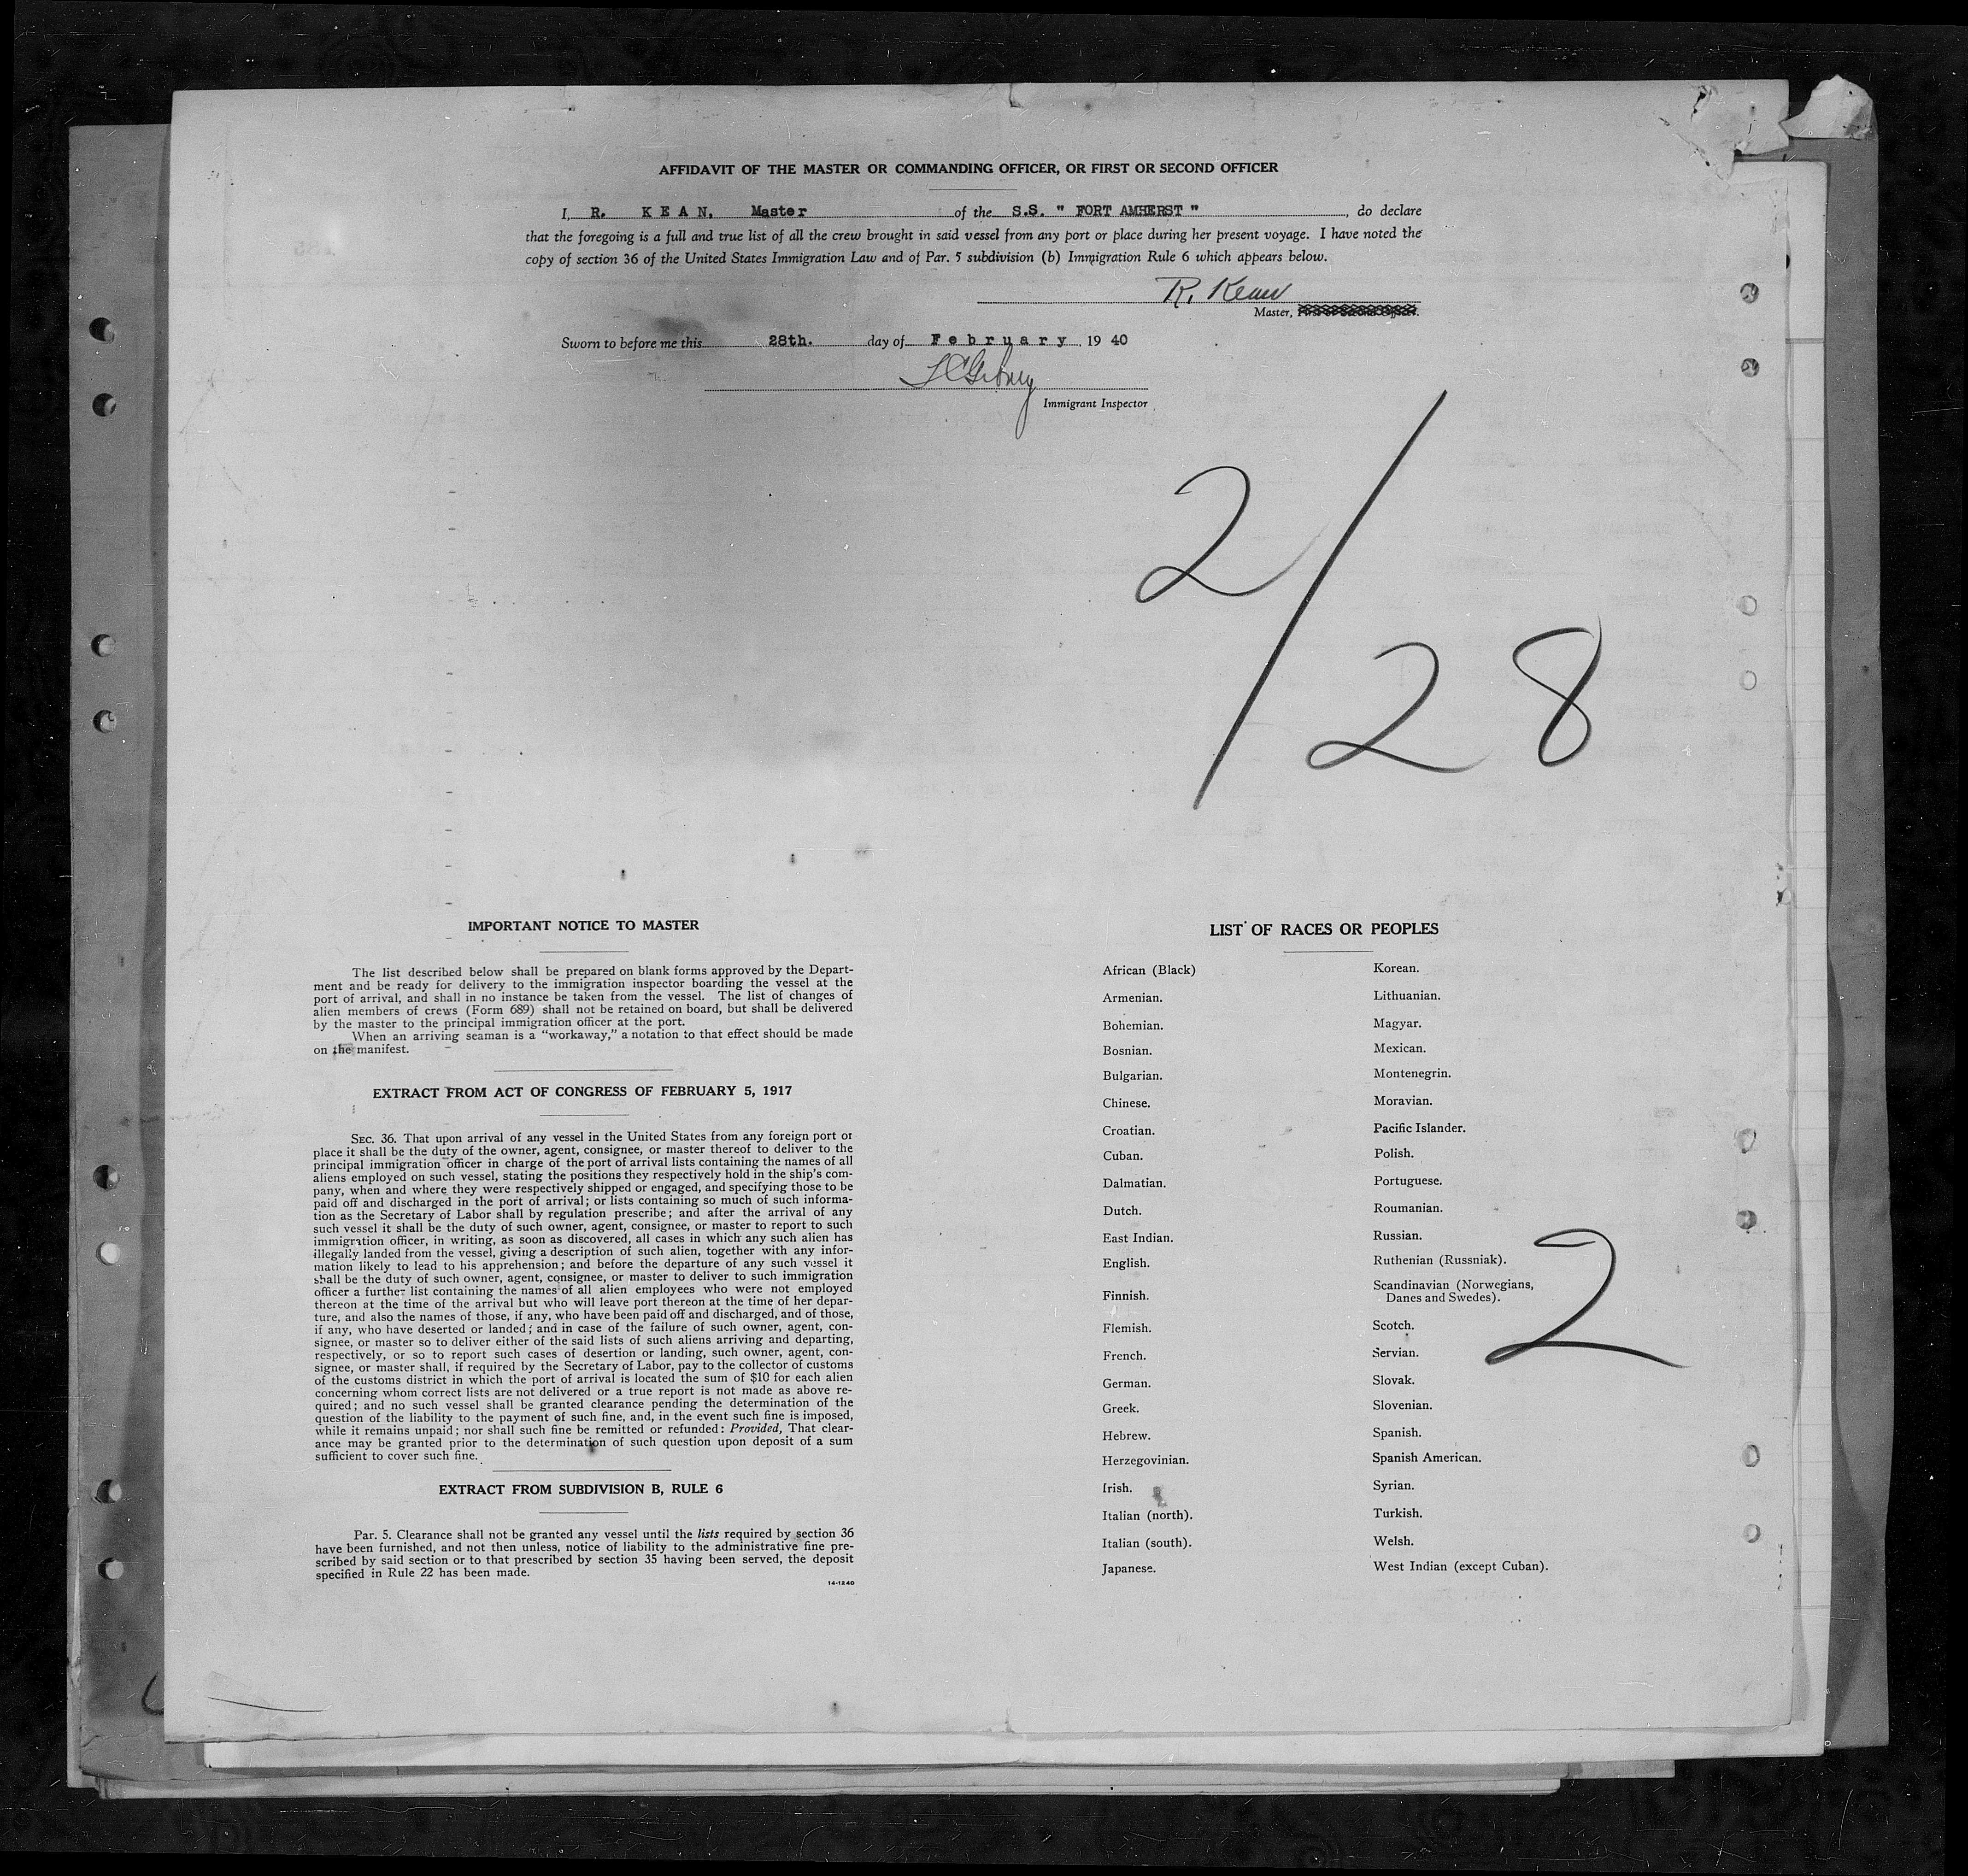 AFFIDAVIT OF THE MASTER OR COMMANDING OFFICER, OR FIRST OR SECOND OFFICER
I, R. KEAN, Master of the S.S. " FORT AMHERST " , do declare
that the foregoing is a full and true list of all the crew brought in said vessel from any port or place during her present voyage. I have noted the
copy of section 36 of the United States Immigration Law and of Par. 5 subdivision (b) Immigration Rule 6 which appears below.
R. Kean
Master,
Sworn to before me this 28th. day of February, 19 40
Immigrant Inspector
2/28
IMPORTANT NOTICE TO MASTER
The list described below shall be prepared on blank forms approved by the Depart-
ment and be ready for delivery to the immigration inspector boarding the vessel at the
port of arrival, and shall in no instance be taken from the vessel. The list of changes of
alien members of crews (Form 689) shall not be retained on board, but shall be delivered
by the master to the principal immigration officer at the port.
When an arriving seaman is a "workaway," a notation to that effect should be made
on the manifest.
EXTRACT FROM ACT OF CONGRESS OF FEBRUARY 5, 1917
SEC. 36. That upon arrival of any vessel in the United States from any foreign port or
place it shall be the duty of the owner, agent, consignee, or master thereof to deliver to the
principal immigration officer in charge of the port of arrival lists containing the names of all
aliens employed on such vessel, stating the positions they respectively hold in the ship's com-
pany, when and where they were respectively shipped or engaged, and specifying those to be
paid off and discharged in the port of arrival; or lists containing so much of such informa-
tion as the Secretary of Labor shall by regulation prescribe; and after the arrival of any
such vessel it shall be the duty of such owner, agent, consignee, or master to report to such
immigration officer, in writing, as soon as discovered, all cases in which any such alien has
illegally landed from the vessel, giving a description of such alien, together with any infor-
mation likely to lead to his apprehension; and before the departure of any such vessel it
shall be the duty of such owner, agent, consignee, or master to deliver to such immigration
officer a further list containing the names of all alien employees who were not employed
thereon at the time of the arrival but who will leave port thereon at the time of her depar-
ture, and also the names of those, if any, who have been paid off and discharged, and of those,
if any, who have deserted or landed; and in case of the failure of such owner, agent, con-
signee, or master so to deliver either of the said lists of such aliens arriving and departing,
respectively, or so to report such cases of desertion or landing, such owner, agent, con-
signee, or master shall, if required by the Secretary of Labor, pay to the collector of customs
of the customs district in which the port of arrival is located the sum of $10 for each alien
concerning whom correct lists are not delivered or a true report is not made as above re-
quired; and no such vessel shall be granted clearance pending the determination of the
question of the liability to the payment of such fine, and, in the event such fine is imposed,
while it remains unpaid; nor shall such fine be remitted or refunded: Provided, That clear-
ance may be granted prior to the determination of such question upon deposit of a sum
sufficient to cover such fine.
EXTRACT FROM SUBDIVISION B, RULE 6
Par. 5. Clearance shall not be granted any vessel until the lists required by section 36
have been furnished, and not then unless, notice of liability to the administrative fine pre-
scribed by said section or to that prescribed by section 35 having been served, the deposit
specified in Rule 22 has been made.
14-1240
LIST OF RACES OR PEOPLES
African (Black)
Armenian.
Bohemian.
Bosnian.
Bulgarian.
Chinese.
Croatian.
Cuban.
Dalmatian.
Dutch.
East Indian.
English.
Finnish.
Flemish.
French.
German.
Greek.
Hebrew.
Herzegovinian.
Irish.
Italian (north).
Italian (south).
Japanese.
Korean.
Lithuanian.
Magyar.
Mexican.
Montenegrin.
Moravian.
Pacific Islander.
Polish.
Portuguese.
Roumanian.
Russian.
Ruthenian (Russniak).
Scandinavian (Norwegians,
Danes and Swedes).
Scotch.
Servian.
Slovak.
Slovenian.
Spanish.
Spanish American.
Syrian.
Turkish.
Welsh.
West Indian (except Cuban).
2